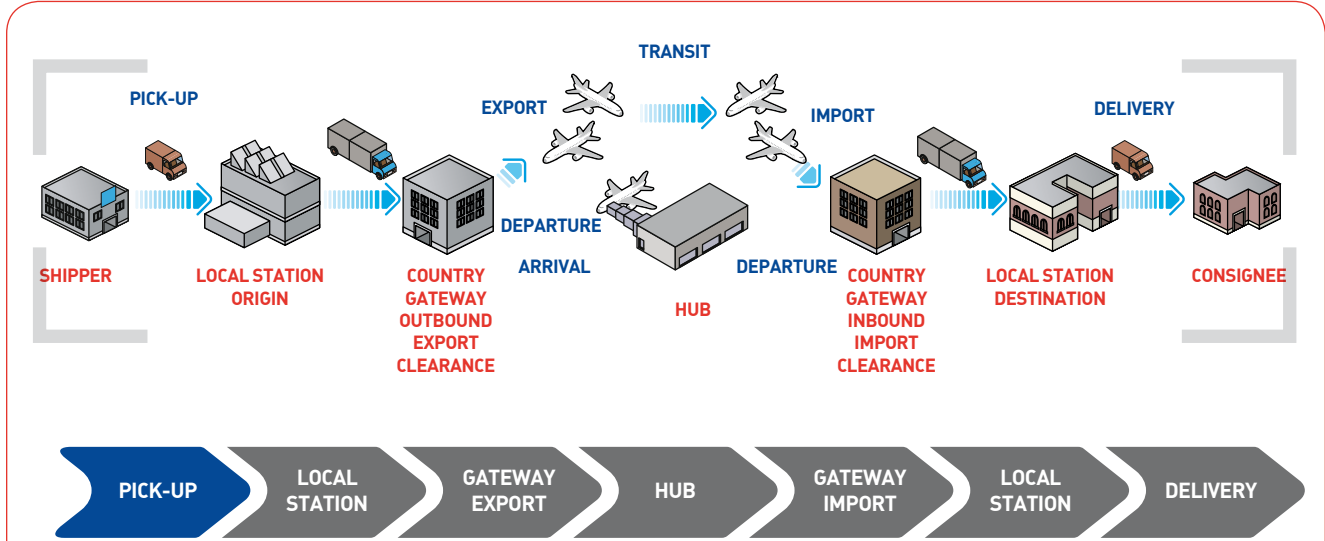 TRANSIT
PICK-UP
EXPORT
IMPORT
DELIVERY
DEPARTURE
ARRIVAL
DEPARTURE
SHIPPER
LOCAL STATION
ORIGIN
COUNTRY
GATEWAY
OUTBOUND
EXPORT
CLEARANCE
HUB
COUNTRY
GATEWAY
INBOUND
IMPORT
CLEARANCE
LOCAL STATION
DESTINATION
CONSIGNEE
PICK-UP
LOCAL
STATION
GATEWAY
EXPORT
HUB
GATEWAY
IMPORT
LOCAL
STATION
DELIVERY